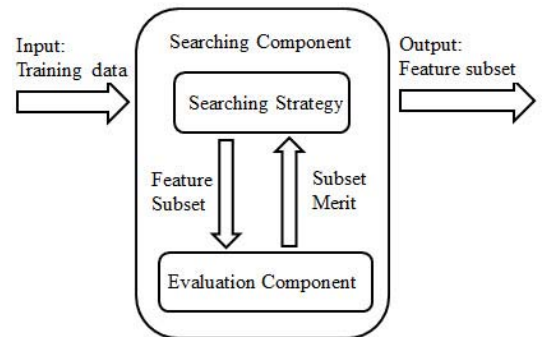 Input:
Training data
Searching Component
Output:
Feature subset
Searching Strategy
Feature
Subset
Subset
Merit
Evaluation Component